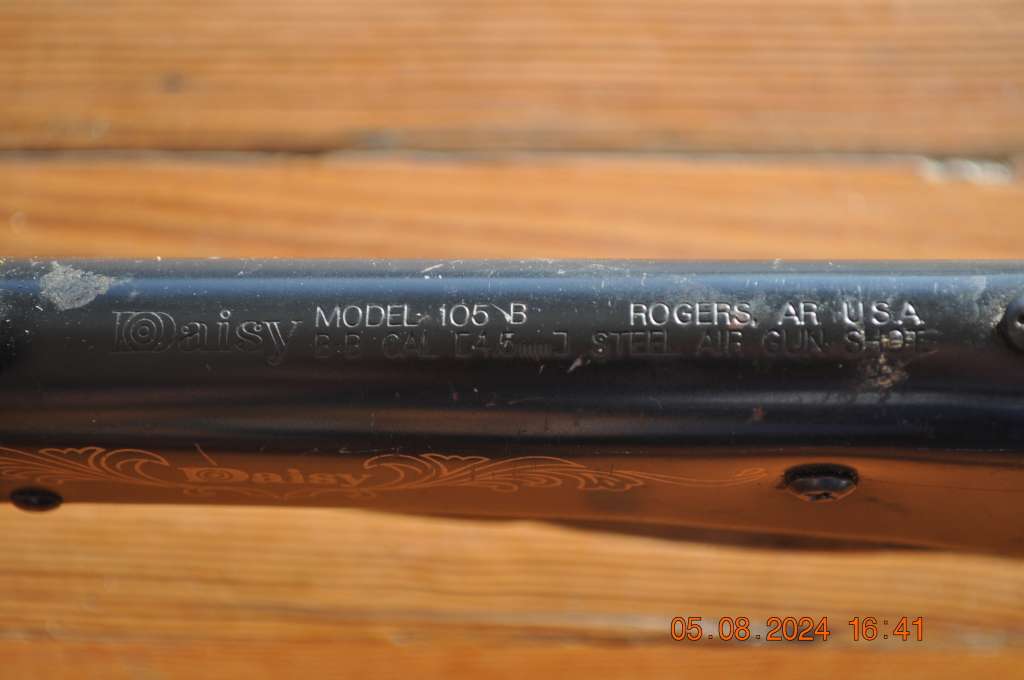 Daisy MODEL 105 B ROGERS, AR U.S.A.
B•B CAL [4.5mm] STEEL AIR GUN SHOT
Daisy
05.08.2024 16:41